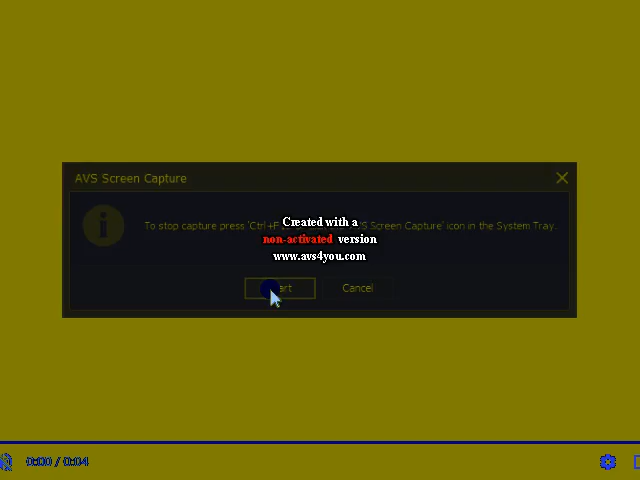 AVS Screen Capture
To stop capture press 'Ctrl+F Screen Capture' icon in the System Tray.
Created with a
non-activated version
www.avs4you.com
Cancel
0:00 / 0:04